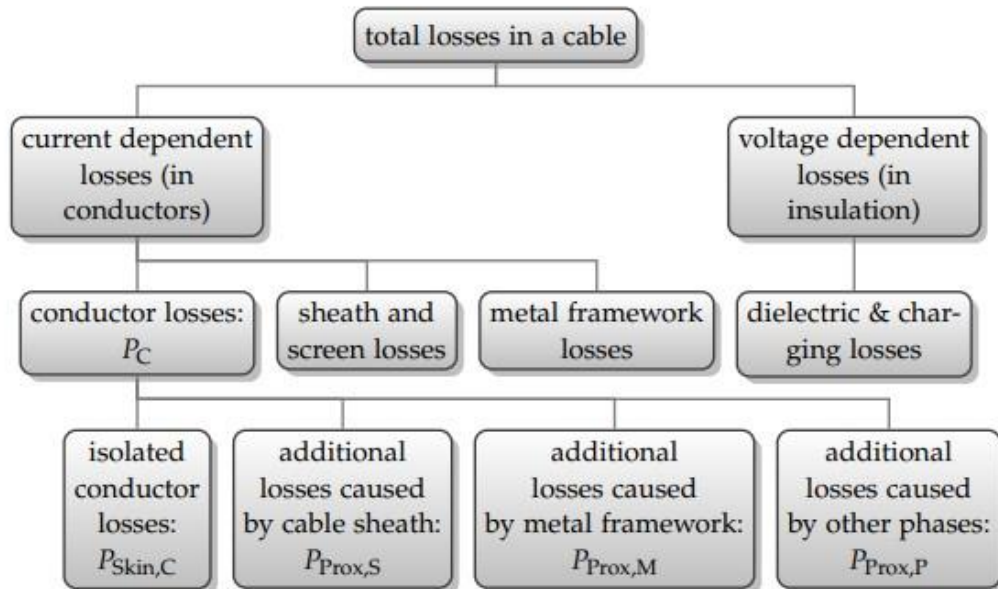 total losses in a cable
current dependent
losses (in
conductors)
voltage dependent
losses (in
insulation)
conductor losses:
P_C
sheath and
screen losses
metal framework
losses
dielectric & char-
ging losses
isolated
conductor
losses:
P_Skin,C
additional
losses caused
by cable sheath:
P_Prox,S
additional
losses caused
by metal framework:
P_Prox,M
additional
losses caused
by other phases:
P_Prox,P